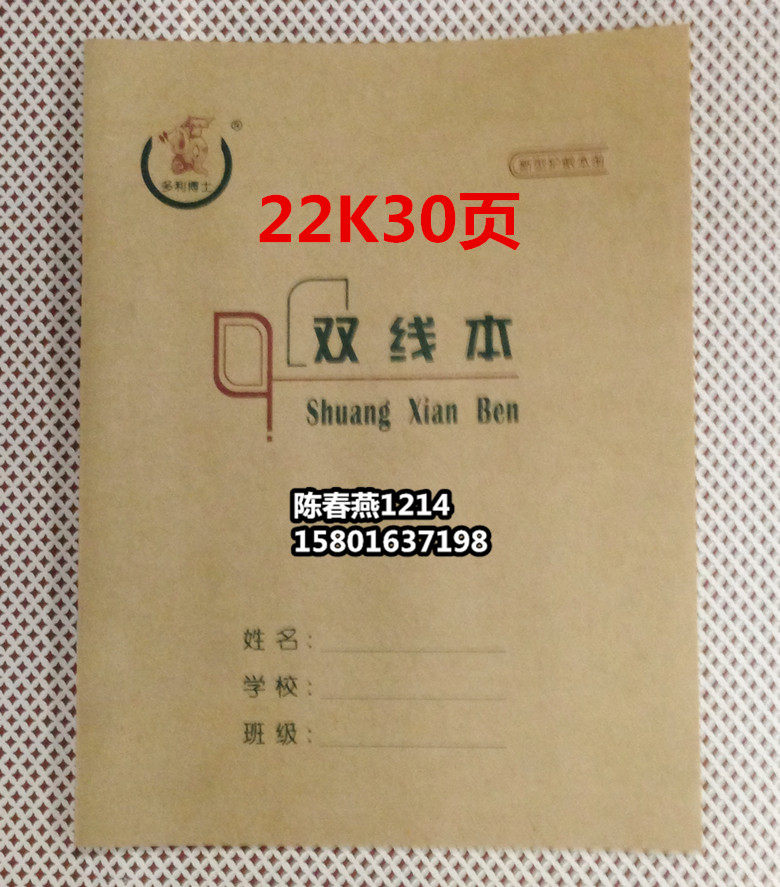 ®
多利博士
22K30页
双线本
Shuang Xian Ben
陈春燕1214
15801637198
姓名：
学校：
班级：